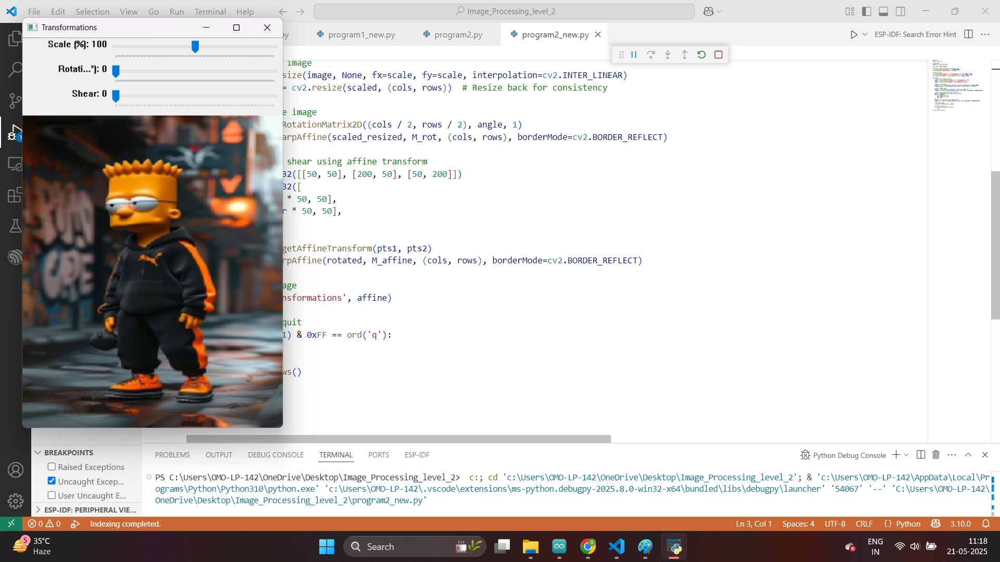 File Edit Selection View Go Run Terminal Help
Image_Processing_level_2
Transformations
Scale (%): 100
Rotati...°): 0
Shear: 0
py
program1_new.py
program2.py
program2_new.py
ESP-IDF: Search Error Hint
image
size(image, None, fx=scale, fy=scale, interpolation=cv2.INTER_LINEAR)
= cv2.resize(scaled, (cols, rows))  # Resize back for consistency
e image
RotationMatrix2D((cols / 2, rows / 2), angle, 1)
arpAffine(scaled_resized, M_rot, (cols, rows), borderMode=cv2.BORDER_REFLECT)
shear using affine transform
32([[50, 50], [200, 50], [50, 200]])
32([
* 50, 50],
r * 50, 50],
getAffineTransform(pts1, pts2)
rpAffine(rotated, M_affine, (cols, rows), borderMode=cv2.BORDER_REFLECT)
age
nsformations', affine)
quit
1) & 0xFF == ord('q'):
ws()
BREAKPOINTS
Raised Exceptions
Uncaught Excep...
User Uncaught E...
ESP-IDF: PERIPHERAL VIE...
PROBLEMS OUTPUT DEBUG CONSOLE TERMINAL PORTS ESP-IDF
Python Debug Console
PS C:\Users\OMO-LP-142\OneDrive\Desktop\Image_Processing_level_2>  c:; cd 'c:\Users\OMO-LP-142\OneDrive\Desktop\Image_Processing_level_2'; & 'c:\Users\OMO-LP-142\AppData\Local\Pr
ograms\Python\Python310\python.exe' 'c:\Users\OMO-LP-142\.vscode\extensions\ms-python.debugpy-2025.8.0-win32-x64\bundled\libs\debugpy\launcher' '54067' '--' 'C:\Users\OMO-LP-142\
OneDrive\Desktop\Image_Processing_level_2\program2_new.py'
0 0 Indexing completed.
Ln 3, Col 1 Spaces: 4 UTF-8 CRLF {} Python 3.10.0
5
35°C
Haze
Search
ENG
IN
11:18
21-05-2025